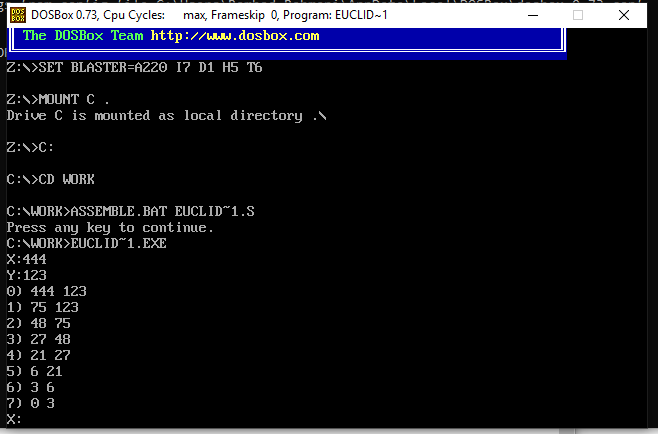 DOSBox 0.73, Cpu Cycles: max, Frameskip 0, Program: EUCLID~1
The DOSBox Team http://www.dosbox.com
Z:\>SET BLASTER=A220 I7 D1 H5 T6
Z:\>MOUNT C .
Drive C is mounted as local directory .\
Z:\>C:
C:\>CD WORK
C:\WORK>ASSEMBLE.BAT EUCLID~1.S
Press any key to continue.
C:\WORK>EUCLID~1.EXE
X:444
Y:123
0) 444 123
1) 75 123
2) 48 75
3) 27 48
4) 21 27
5) 6 21
6) 3 6
7) 0 3
X: